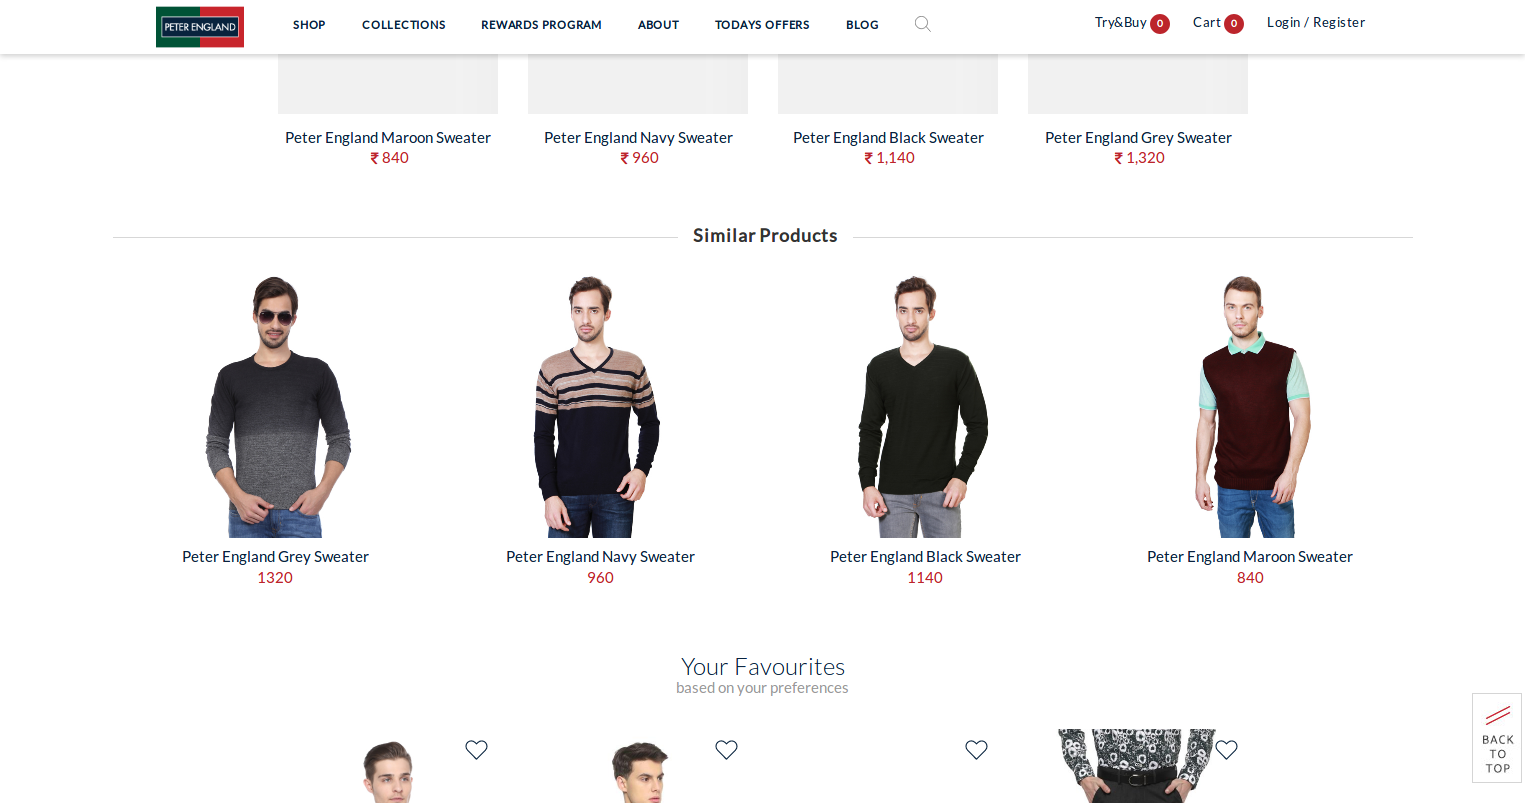 PETER ENGLAND
SHOP
COLLECTIONS
REWARDS PROGRAM
ABOUT
TODAYS OFFERS
BLOG
Try&Buy 0
Cart 0
Login / Register
Peter England Maroon Sweater
₹ 840
Peter England Navy Sweater
₹ 960
Peter England Black Sweater
₹ 1,140
Peter England Grey Sweater
₹ 1,320
Similar Products
Peter England Grey Sweater
1320
Peter England Navy Sweater
960
Peter England Black Sweater
1140
Peter England Maroon Sweater
840
Your Favourites
based on your preferences
BACK
TO
TOP